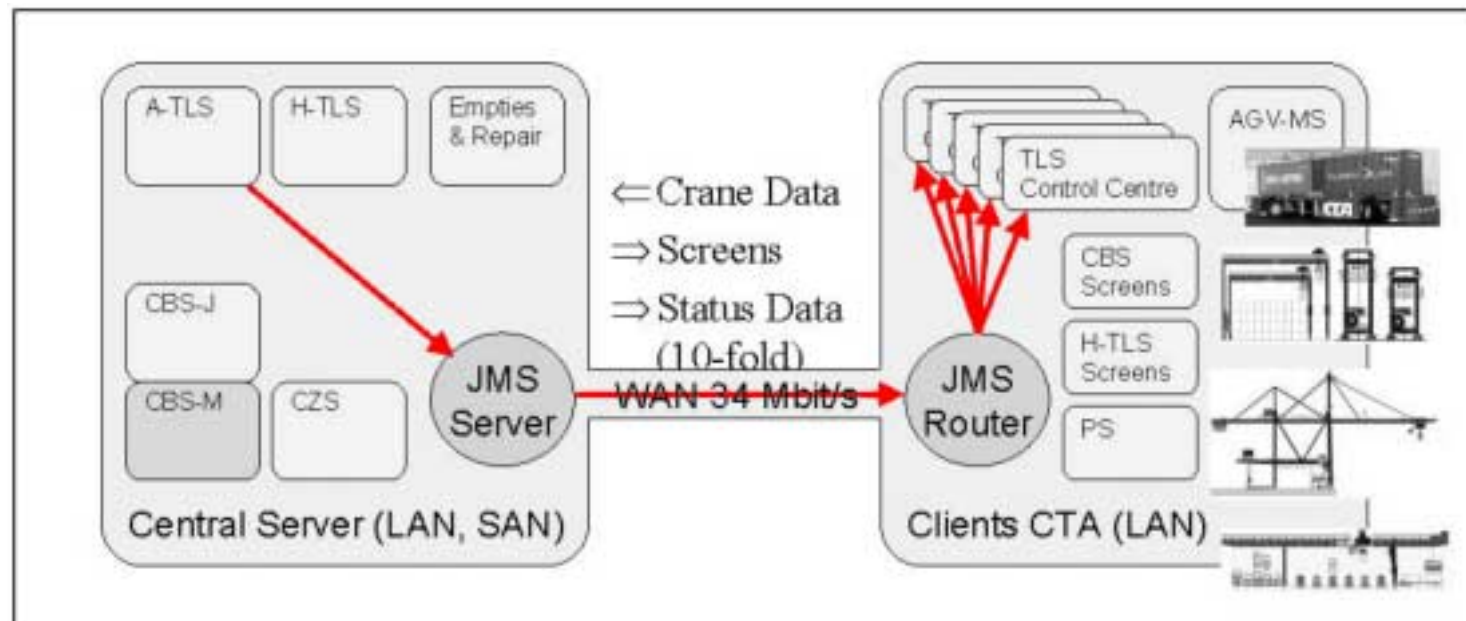 A-TLS
H-TLS
Empties
& Repair
CBS-J
CBS-M
CZS
JMS
Server
Central Server (LAN, SAN)
⇐ Crane Data
⇒ Screens
⇒ Status Data
(10-fold)
WAN 34 Mbit/s
TLS
Control Centre
AGV-MS
CBS
Screens
H-TLS
Screens
PS
JMS
Router
Clients CTA (LAN)